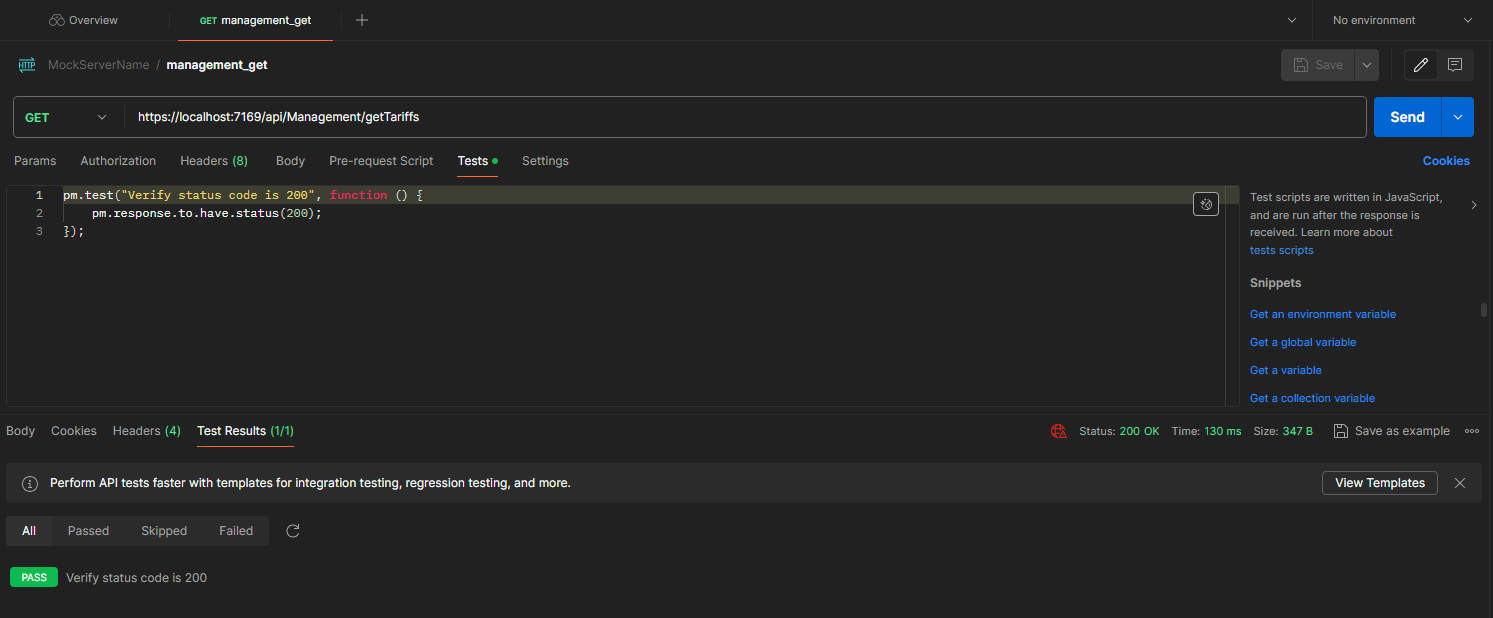 Overview GET management_get No environment
HTTP MockServerName / management_get Save
GET https://localhost:7169/api/Management/getTariffs Send
Params Authorization Headers (8) Body Pre-request Script Tests Settings Cookies
1 pm.test("Verify status code is 200", function () {
2 pm.response.to.have.status(200);
3 });
Test scripts are written in JavaScript,
and are run after the response is
received. Learn more about
tests scripts
Snippets
Get an environment variable
Get a global variable
Get a variable
Get a collection variable
Body Cookies Headers (4) Test Results (1/1) Status: 200 OK Time: 130 ms Size: 347 B Save as example
Perform API tests faster with templates for integration testing, regression testing, and more. View Templates
All Passed Skipped Failed
PASS Verify status code is 200